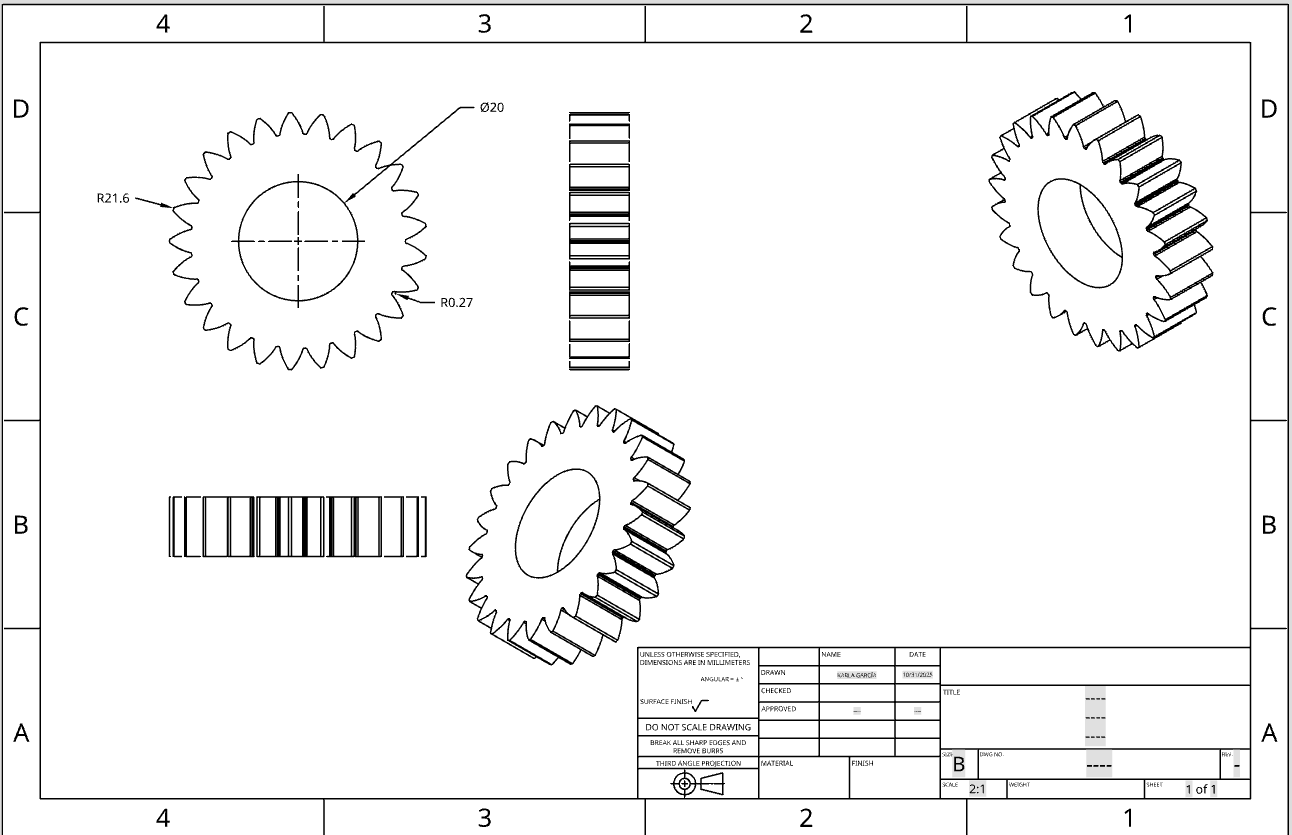 4 3 2 1
D D
Ø20
R21.6
R0.27
C C
B B
A A
UNLESS OTHERWISE SPECIFIED,
DIMENSIONS ARE IN MILLIMETERS
ANGULAR = ± °
SURFACE FINISH
DO NOT SCALE DRAWING
BREAK ALL SHARP EDGES AND
REMOVE BURRS
THIRD ANGLE PROJECTION
NAME DATE
DRAWN KARLA GARCÍA 10/31/2025
CHECKED
APPROVED --- ---
MATERIAL FINISH
TITLE
----
----
----
SIZE B DWG NO. ---- REV. -
SCALE 2:1 WEIGHT SHEET 1 of 1
4 3 2 1